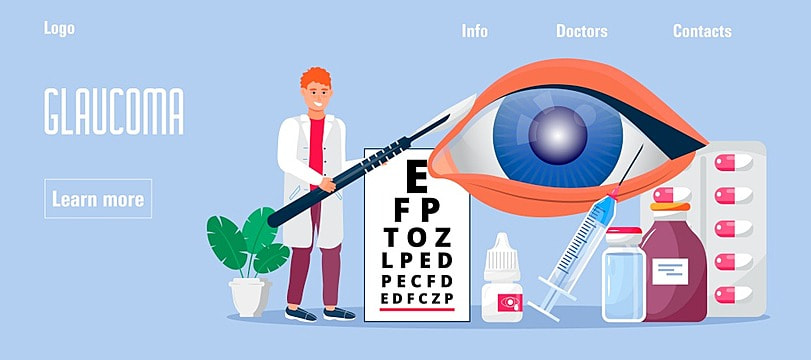 Logo
Info
Doctors
Contacts
GLAUCOMA
Learn more
E
F P
T O Z
L P E D
P E C F D
E D F C Z P